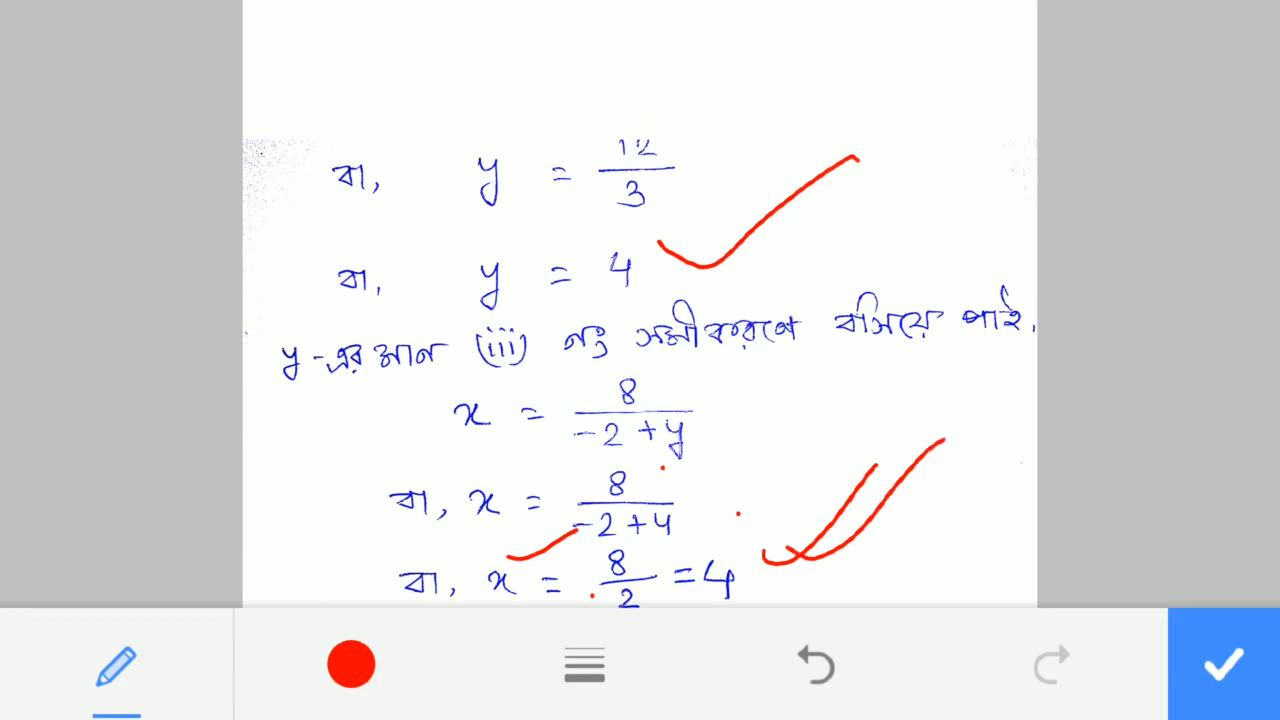 বা, y = 12/3
বা, y = 4
y-এর মান (iii) নং সমীকরণে বসিয়ে পাই,
x = 8/(-2+y)
বা, x = 8/(-2+4)
বা, x = 8/2 = 4